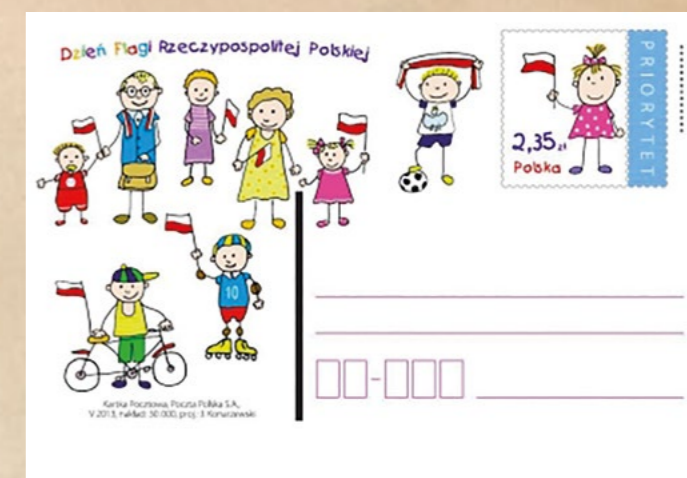 Dzień Flagi Rzeczypospolitej Polskiej
PRIORYTET
2,35 zł
Polska
10
Kartka Pocztowa, Poczta Polska S.A.,
V 2013, nakład: 50.000, proj.: J. Konarzewski